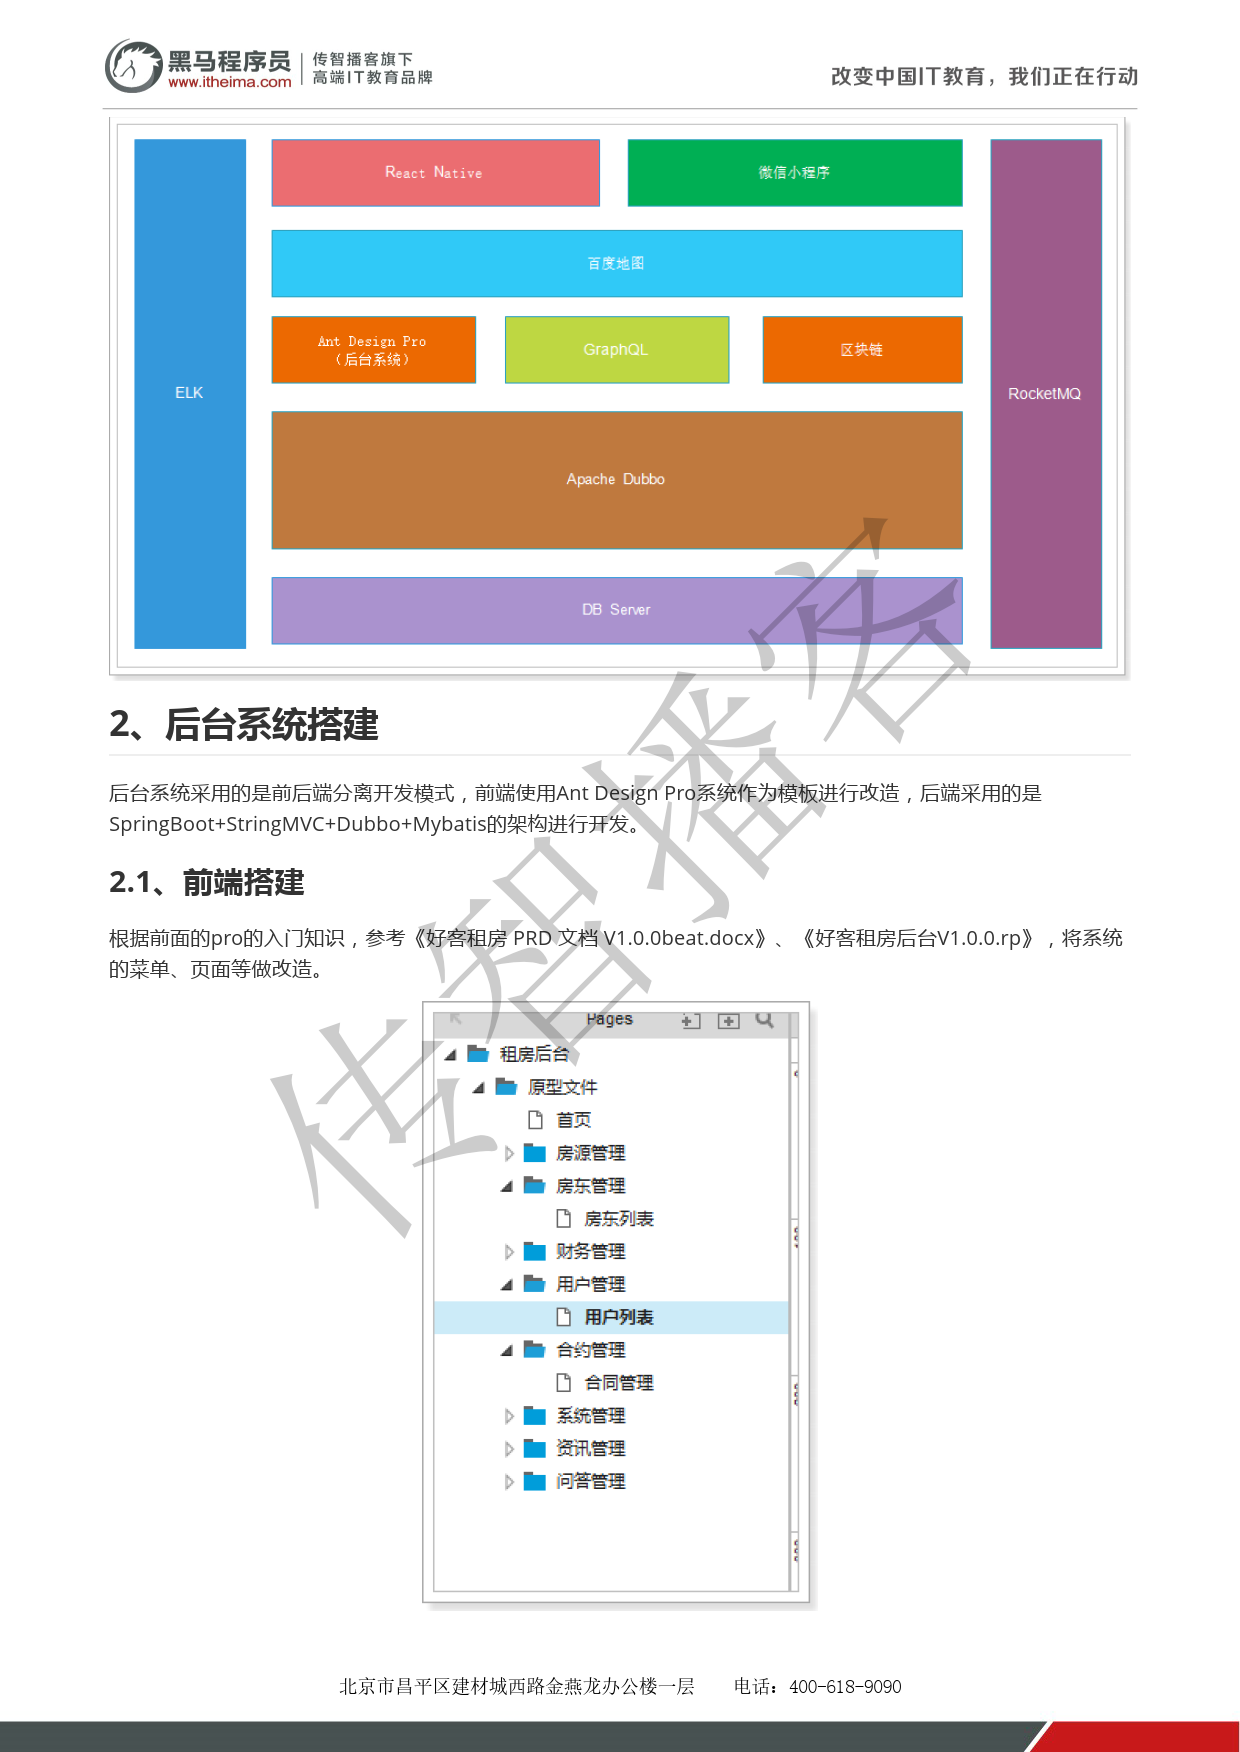 黑马程序员
www.itheima.com
传智播客旗下
高端IT教育品牌
改变中国IT教育，我们正在行动
React Native
微信小程序
百度地图
Ant Design Pro
（后台系统）
GraphQL
区块链
ELK
RocketMQ
Apache Dubbo
DB Server
2、后台系统搭建
后台系统采用的是前后端分离开发模式，前端使用Ant Design Pro系统作为模板进行改造，后端采用的是
SpringBoot+StringMVC+Dubbo+Mybatis的架构进行开发。
2.1、前端搭建
根据前面的pro的入门知识，参考《好客租房 PRD 文档 V1.0.0beat.docx》、《好客租房后台V1.0.0.rp》，将系统
的菜单、页面等做改造。
Pages
租房后台
原型文件
首页
房源管理
房东管理
房东列表
财务管理
用户管理
用户列表
合约管理
合同管理
系统管理
资讯管理
问答管理
传智播客
北京市昌平区建材城西路金燕龙办公楼一层 电话：400-618-9090